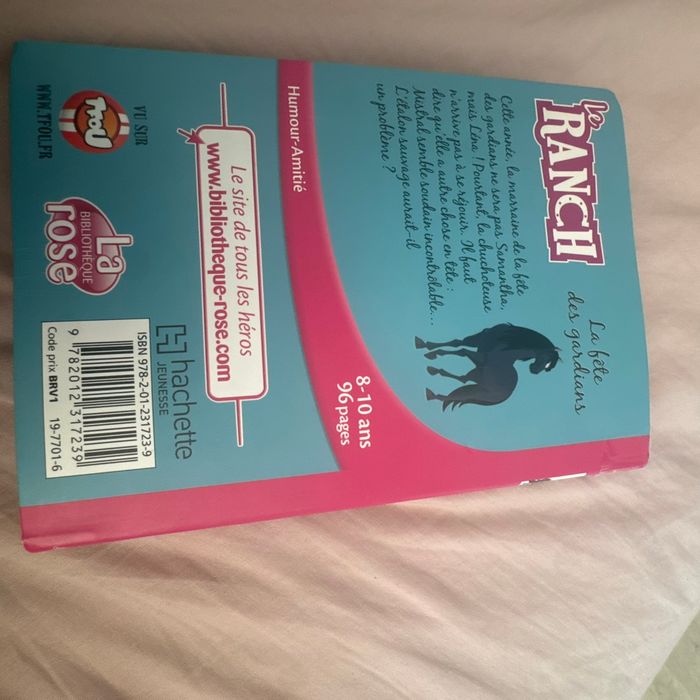 le
RANCH
La fête
des gardians
Cette année, la marraine de la fête
des gardians ne sera pas Samantha,
mais Léna ! Pourtant, la chuchoteuse
n'arrive pas à se réjouir. Il faut
dire qu'elle a autre chose en tête :
Mistral semble soudain incontrôlable...
L'étalon sauvage aurait-il
un problème ?
Humour-Amitié
8-10 ans
96 pages
Le site de tous les héros
www.bibliotheque-rose.com
VU SUR
TFOU
WWW.TFOU.FR
La
BIBLIOTHÈQUE
rose
hachette
JEUNESSE
ISBN 978-2-01-231723-9
9 782012 317239
Code prix BRV1 19-7701-6